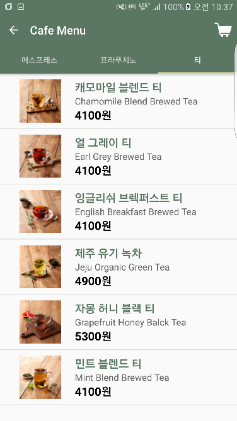 100% 오전 10:37
Cafe Menu
에스프레소 프라푸치노 티
캐모마일 블렌드 티
Chamomile Blend Brewed Tea
4100원
얼 그레이 티
Earl Grey Brewed Tea
4100원
잉글리쉬 브렉퍼스트 티
English Breakfast Brewed Tea
4100원
제주 유기 녹차
Jeju Organic Green Tea
4900원
자몽 허니 블랙 티
Grapefruit Honey Balck Tea
5300원
민트 블렌드 티
Mint Blend Brewed Tea
4100원